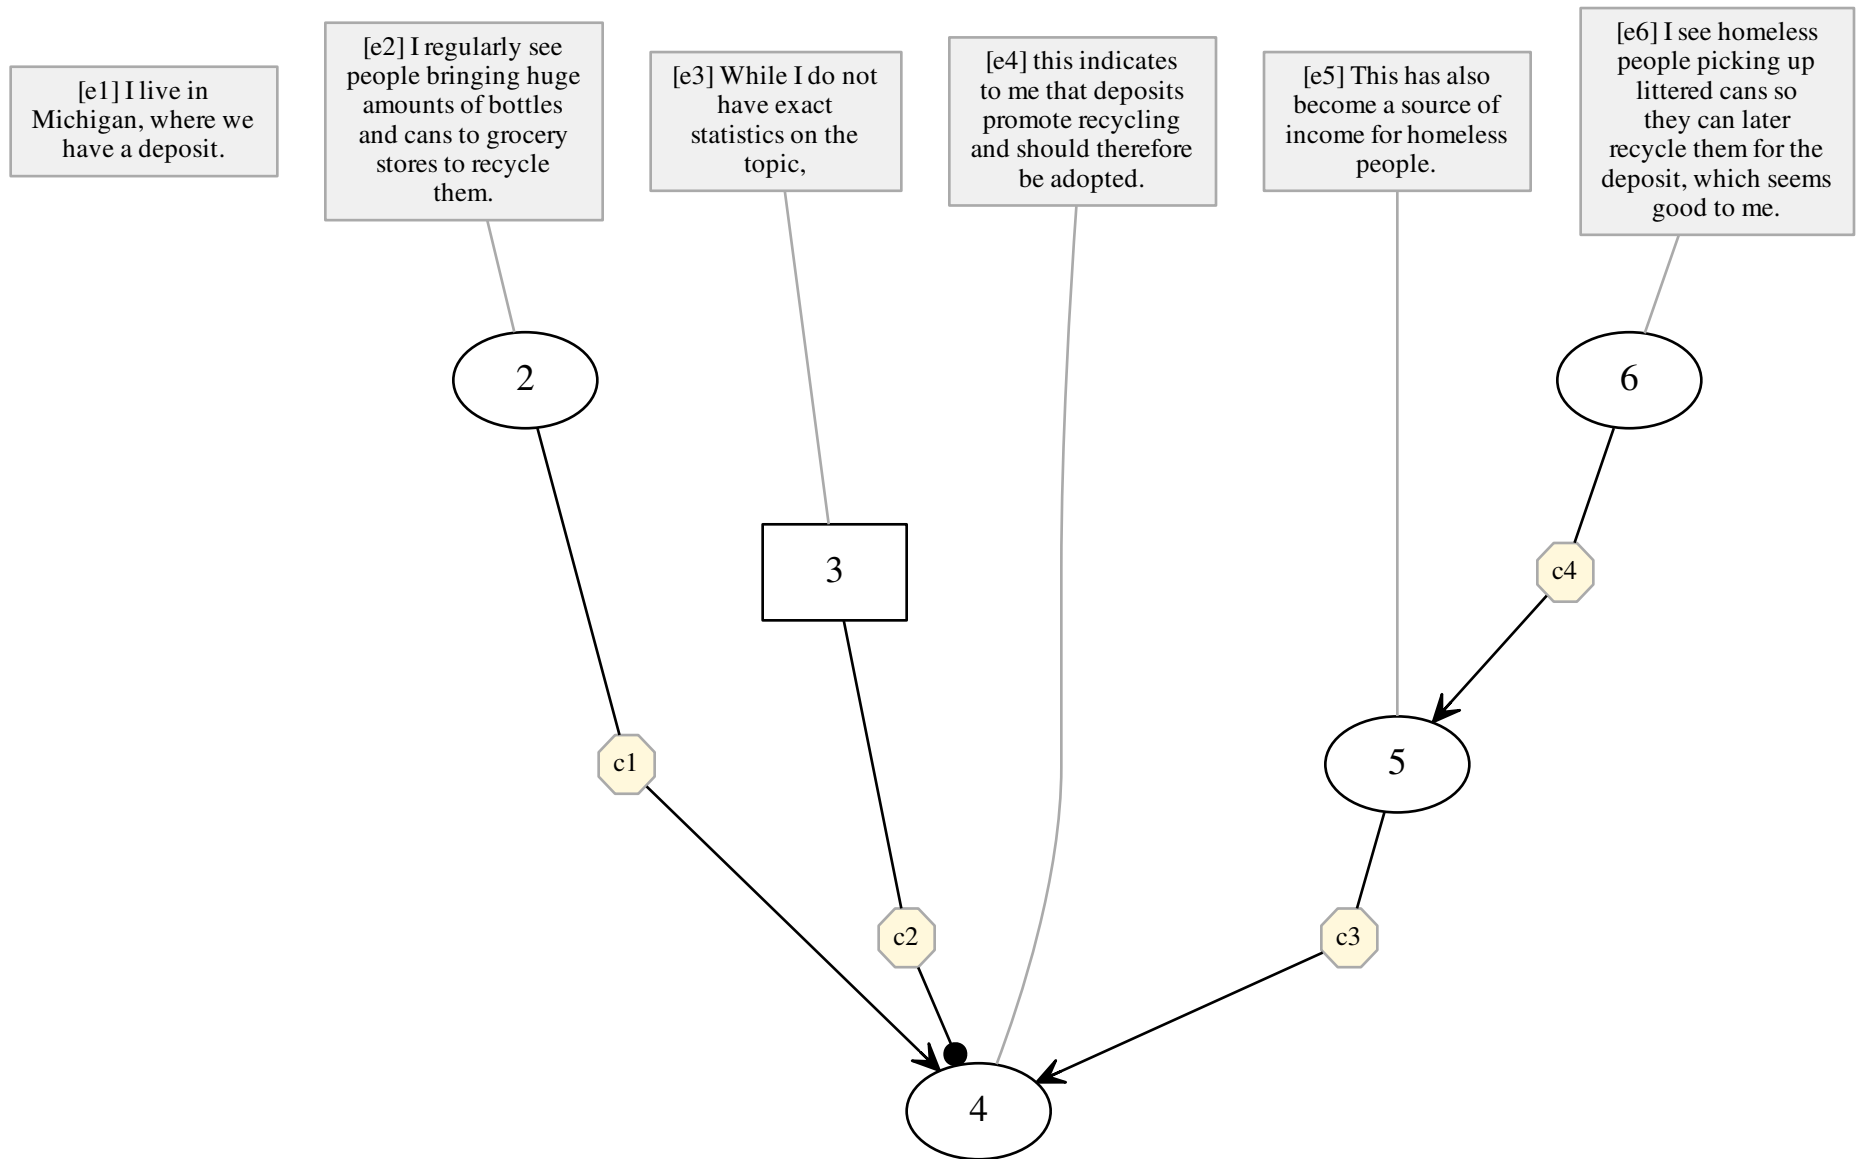 [e1] I live in
Michigan, where we
have a deposit.
[e2] I regularly see
people bringing huge
amounts of bottles
and cans to grocery
stores to recycle
them.
[e3] While I do not
have exact
statistics on the
topic,
[e4] this indicates
to me that deposits
promote recycling
and should therefore
be adopted.
[e5] This has also
become a source of
income for homeless
people.
[e6] I see homeless
people picking up
littered cans so
they can later
recycle them for the
deposit, which seems
good to me.
2
6
3
c4
c1
5
c2
c3
4